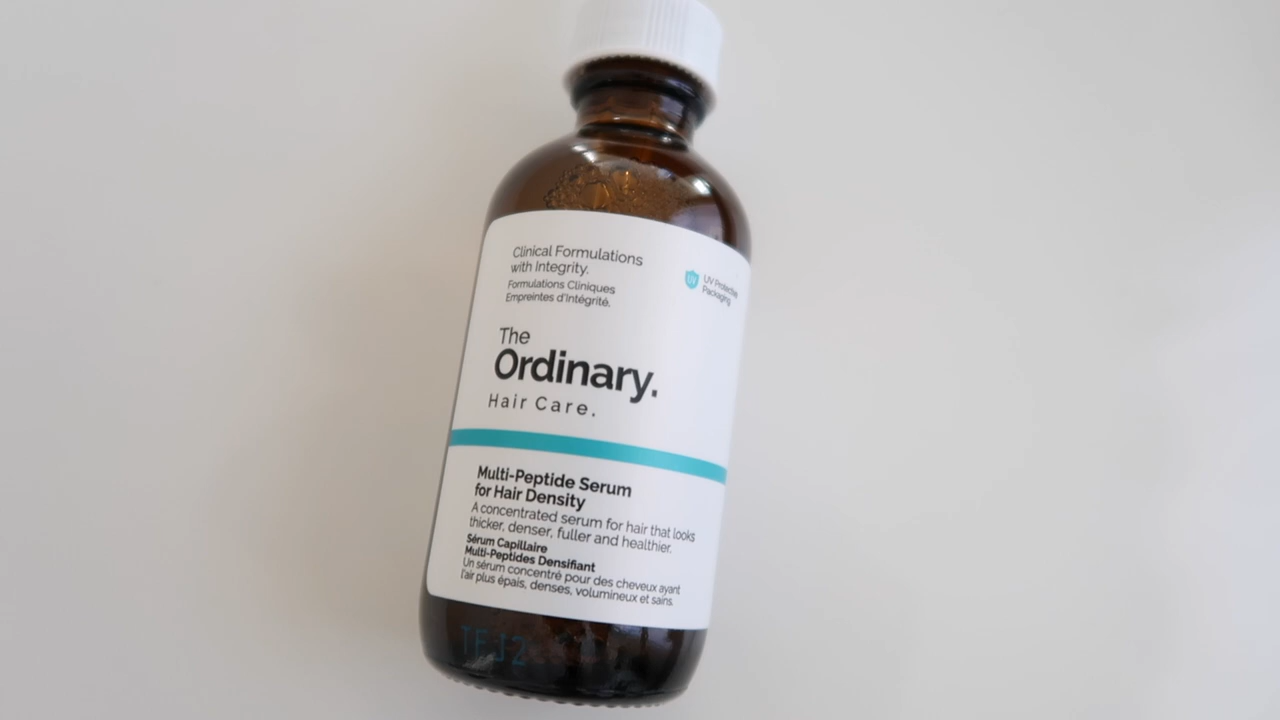 Clinical Formulations
with Integrity.
Formulations Cliniques
Empreintes d'Intégrité.
UV
UV Protective
Packaging
The
Ordinary.
Hair Care.
Multi-Peptide Serum
for Hair Density
A concentrated serum for hair that looks
thicker, denser, fuller and healthier.
Sérum Capillaire
Multi-Peptides Densifiant
Un sérum concentré pour des cheveux ayant
l'air plus épais, denses, volumineux et sains.